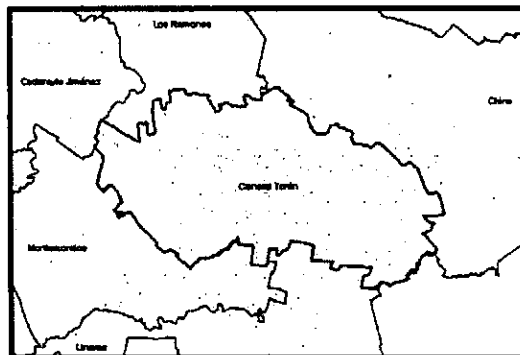 Los Ramones
Cadereyta Jiménez
China
General Terán
Montemorelos
Linares